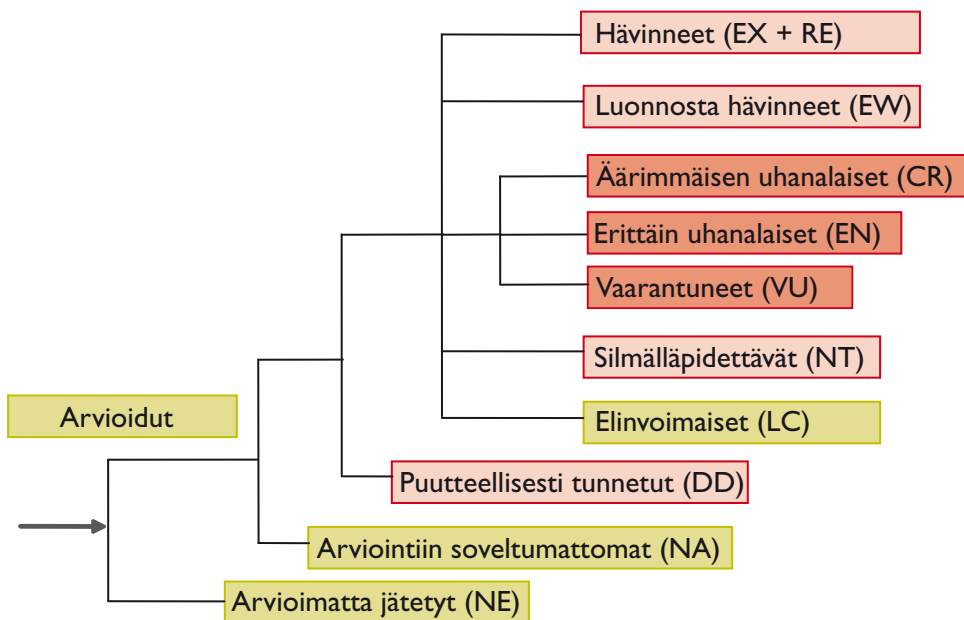 Hävinneet (EX + RE)
Luonnosta hävinneet (EW)
Äärimmäisen uhanalaiset (CR)
Erittäin uhanalaiset (EN)
Vaarantuneet (VU)
Silmälläpidettävät (NT)
Elinvoimaiset (LC)
Arvioidut
Puutteellisesti tunnetut (DD)
Arviointiin soveltumattomat (NA)
Arvioimatta jätetyt (NE)